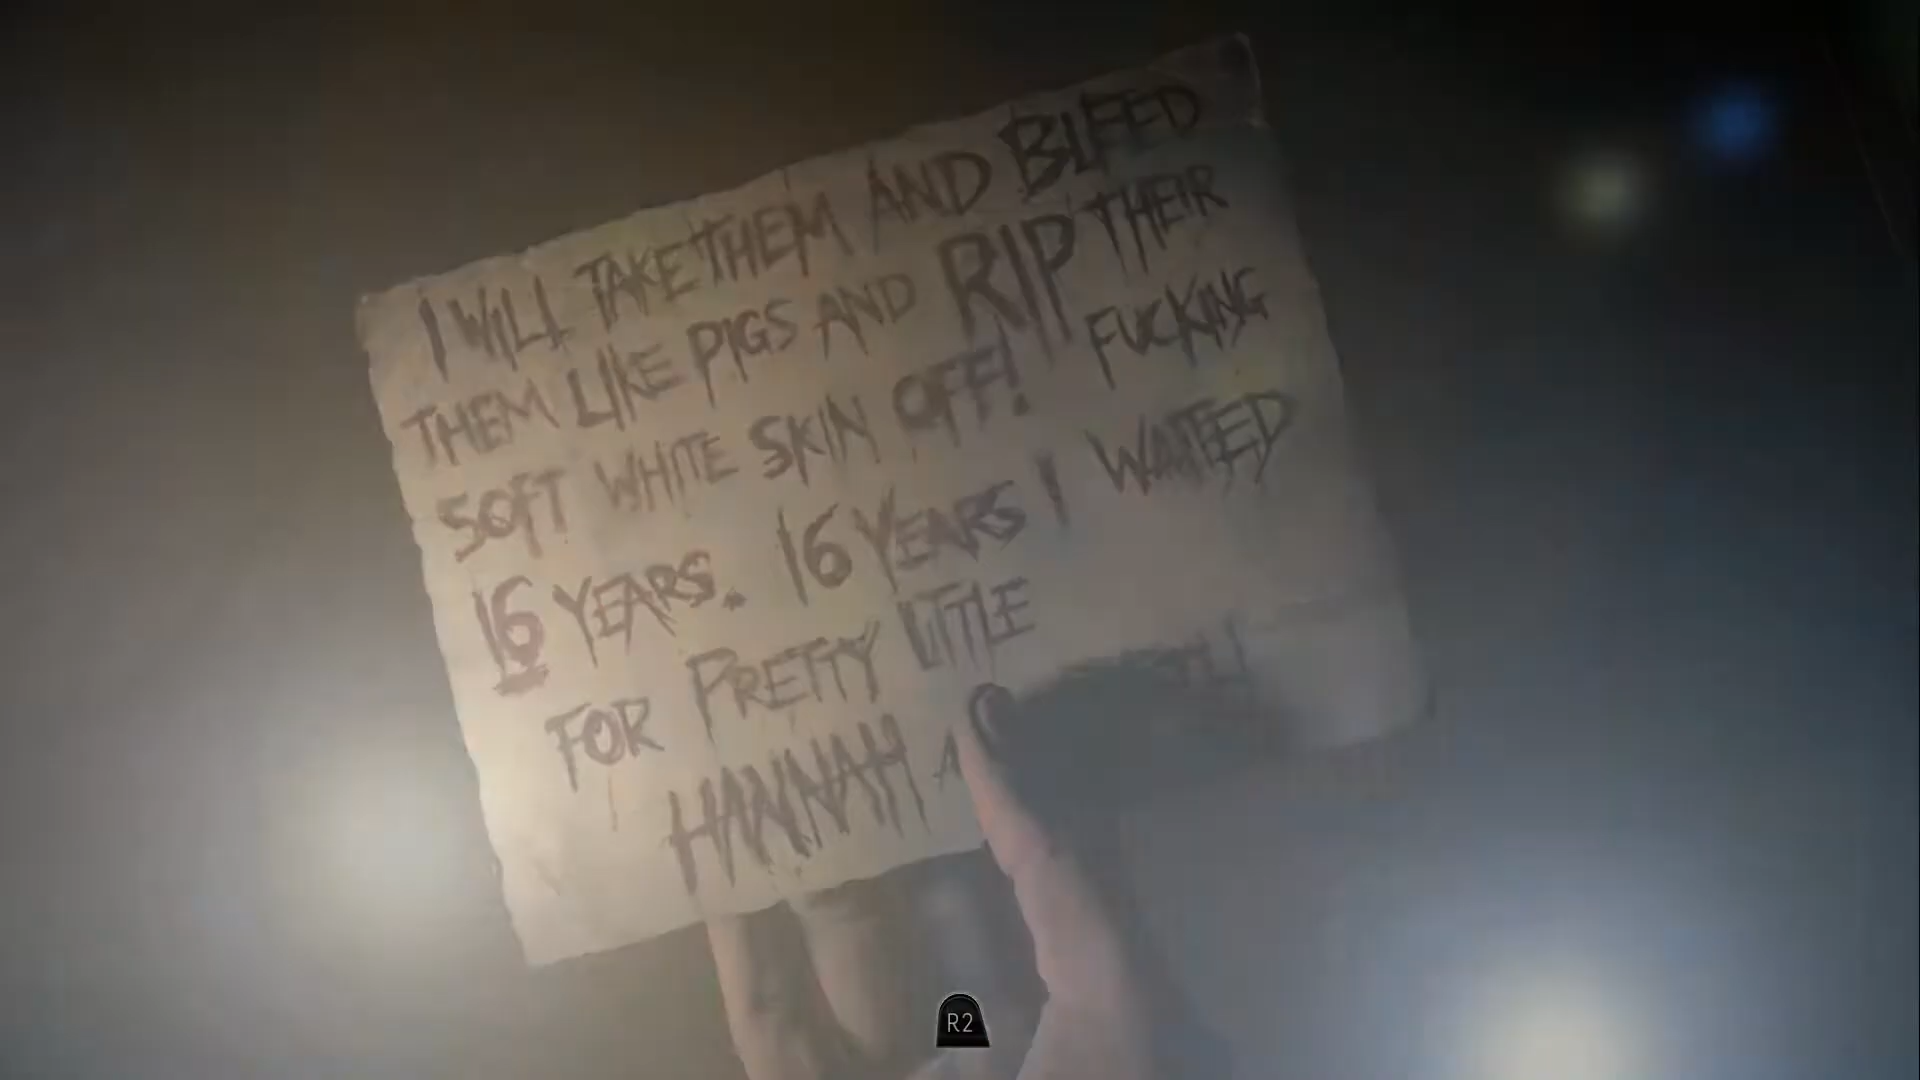 I WILL TAKE THEM AND BLEED
THEM LIKE PIGS AND RIP THEIR
SOFT WHITE SKIN OFF! FUCKING
16 YEARS. 16 YEARS I WAITED
FOR PRETTY LITTLE
HANNAH
R2